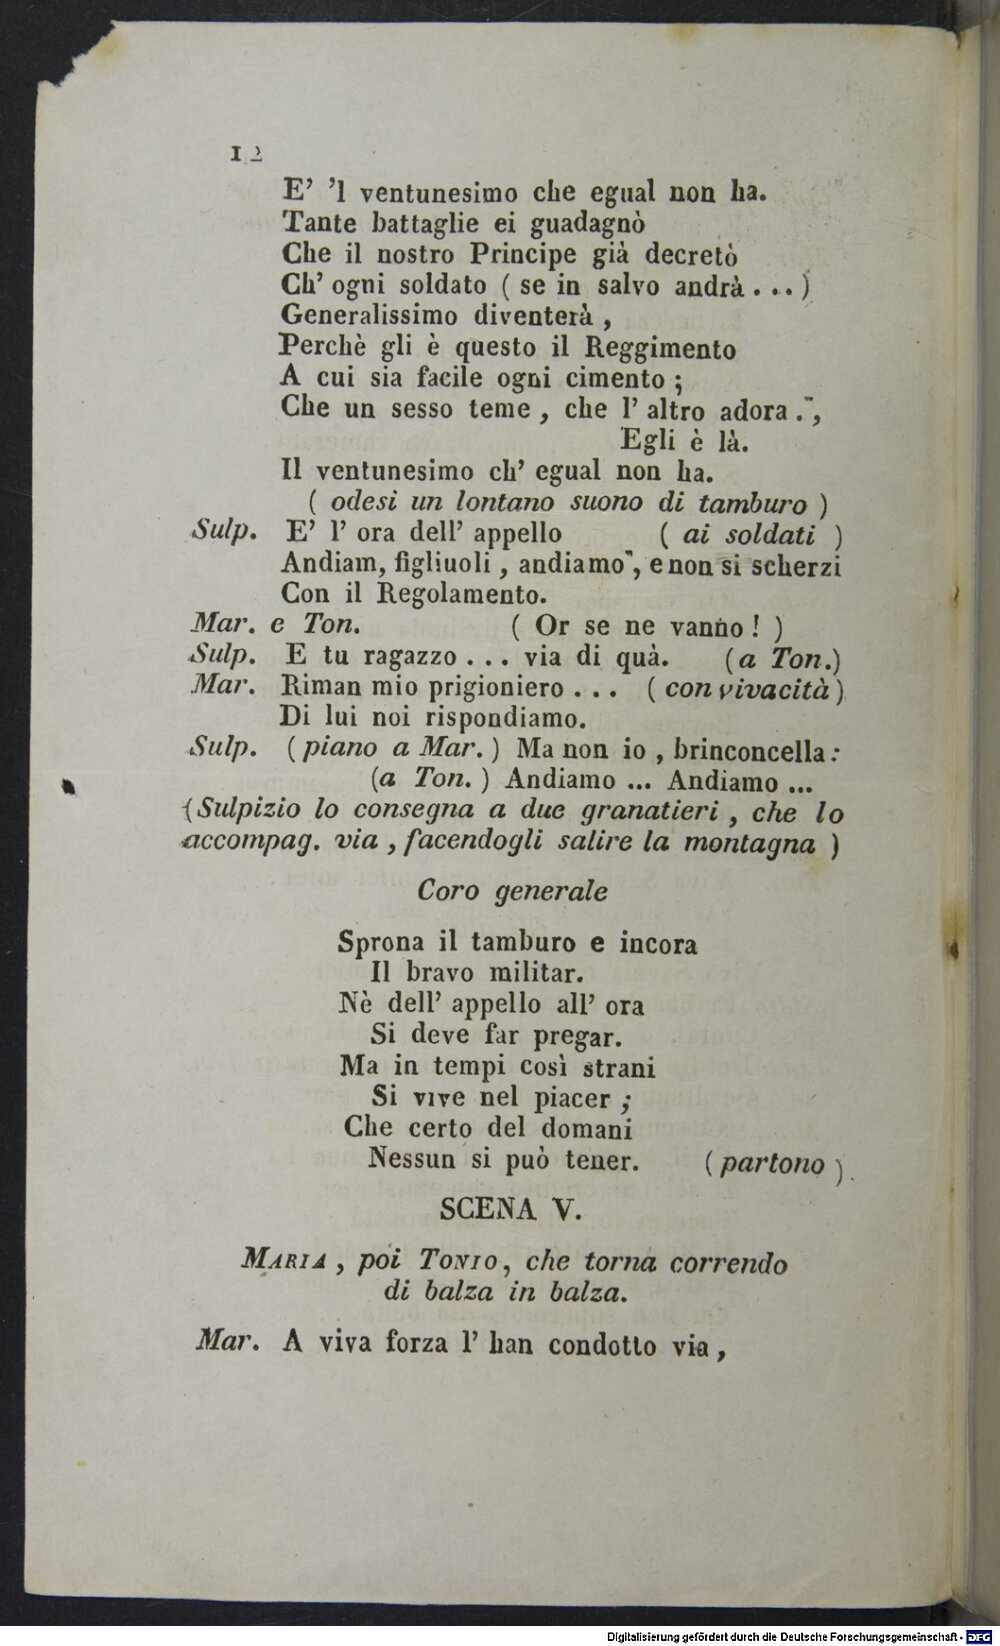 12
E' 'l ventunesimo che egual non ha.
Tante battaglie ei guadagnò
Che il nostro Principe già decretò
Ch' ogni soldato ( se in salvo andrà . . . )
Generalissimo diventerà ,
Perchè gli è questo il Reggimento
A cui sia facile ogni cimento ;
Che un sesso teme , che l' altro adora . ,
Egli è là.
Il ventunesimo ch' egual non ha.
( odesi un lontano suono di tamburo )
Sulp. E' l' ora dell' appello ( ai soldati )
Andiam, figliuoli , andiamo , e non si scherzi
Con il Regolamento.
Mar. e Ton. ( Or se ne vanno ! )
Sulp. E tu ragazzo . . . via di quà. (a Ton.)
Mar. Riman mio prigioniero . . . ( con vivacità )
Di lui noi rispondiamo.
Sulp. ( piano a Mar. ) Ma non io , brinconcella :
(a Ton. ) Andiamo ... Andiamo ...
(Sulpizio lo consegna a due granatieri , che lo
accompag. via , facendogli salire la montagna )
Coro generale
Sprona il tamburo e incora
Il bravo militar.
Nè dell' appello all' ora
Si deve far pregar.
Ma in tempi così strani
Si vive nel piacer ;
Che certo del domani
Nessun si può tener. ( partono )
SCENA V.
MARIA , poi TONIO, che torna correndo
di balza in balza.
Mar. A viva forza l' han condotto via ,
Digitalisierung gefördert durch die Deutsche Forschungsgemeinschaft - DFG